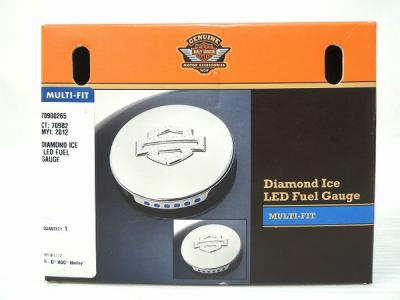 GENUINE
HARLEY-DAVIDSON
MOTOR ACCESSORIES
MULTI-FIT
70900265
CT: 709B2
MYI: 2012
DIAMOND ICE
LED FUEL
GAUGE
QUANTITY 1
Diamond Ice
LED Fuel Gauge
MULTI-FIT